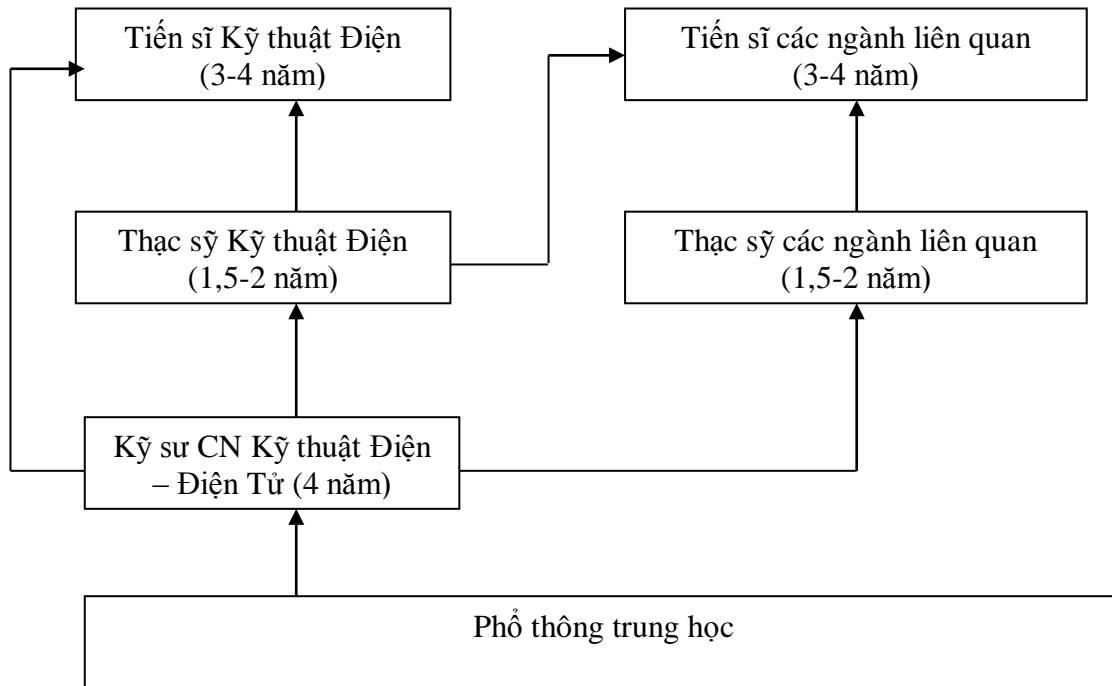 Tiến sĩ Kỹ thuật Điện
(3-4 năm)
Tiến sĩ các ngành liên quan
(3-4 năm)
Thạc sỹ Kỹ thuật Điện
(1,5-2 năm)
Thạc sỹ các ngành liên quan
(1,5-2 năm)
Kỹ sư CN Kỹ thuật Điện
– Điện Tử (4 năm)
Phổ thông trung học